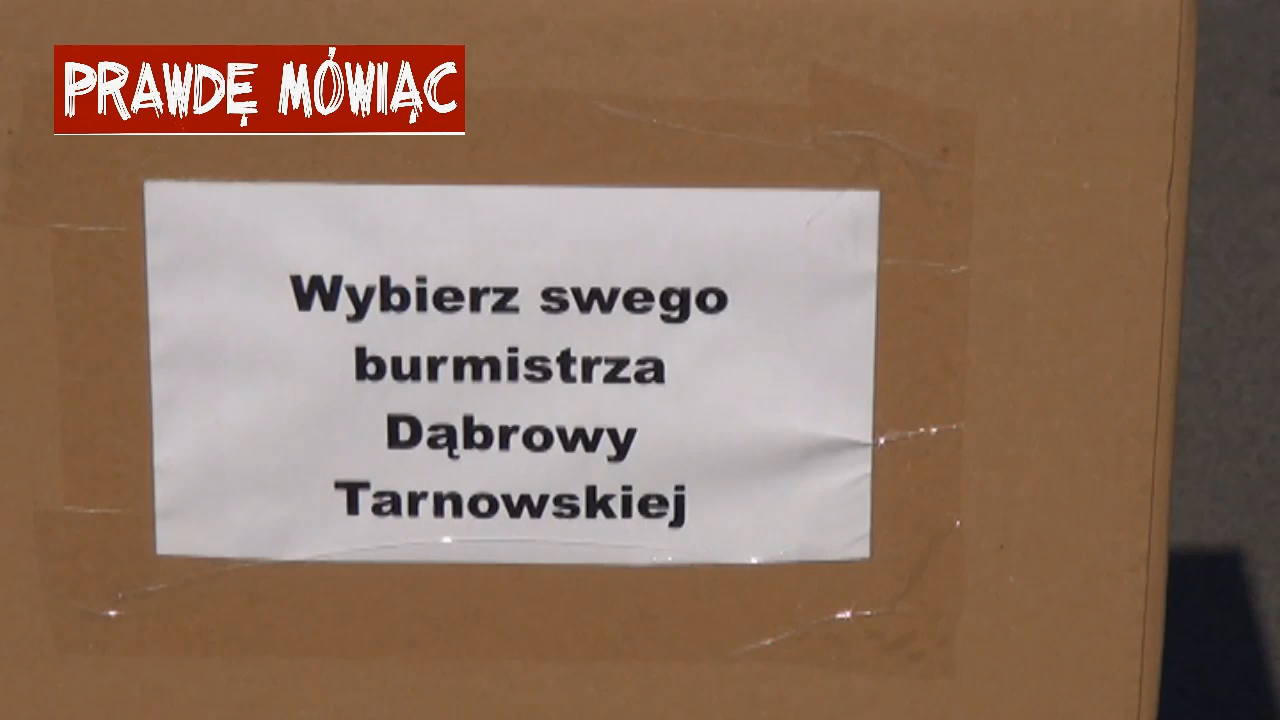 PRAWDĘ MÓWIĄC
Wybierz swego
burmistrza
Dąbrowy
Tarnowskiej